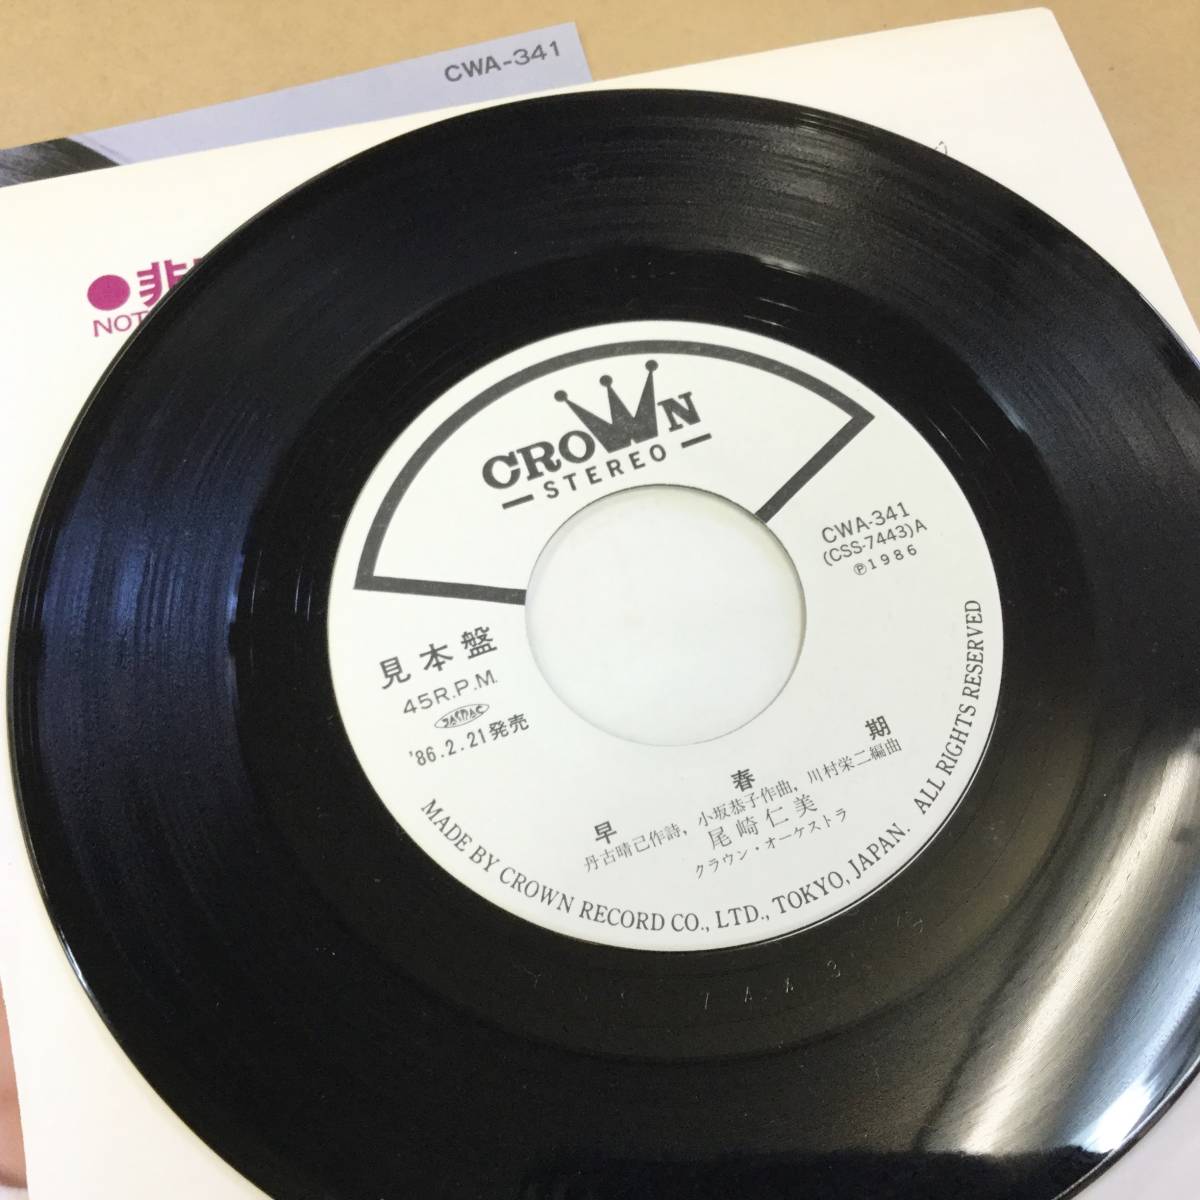 CWA-341
●非
NOT
CROWN
STEREO
CWA-341
(CSS-7443)A
Ⓟ1986
見本盤
45R.P.M.
JASRAC
'86.2.21発売
早春期
丹古晴己作詩, 小坂恭子作曲, 川村栄二編曲
尾崎仁美
クラウン・オーケストラ
MADE BY CROWN RECORD CO., LTD., TOKYO, JAPAN. ALL RIGHTS RESERVED